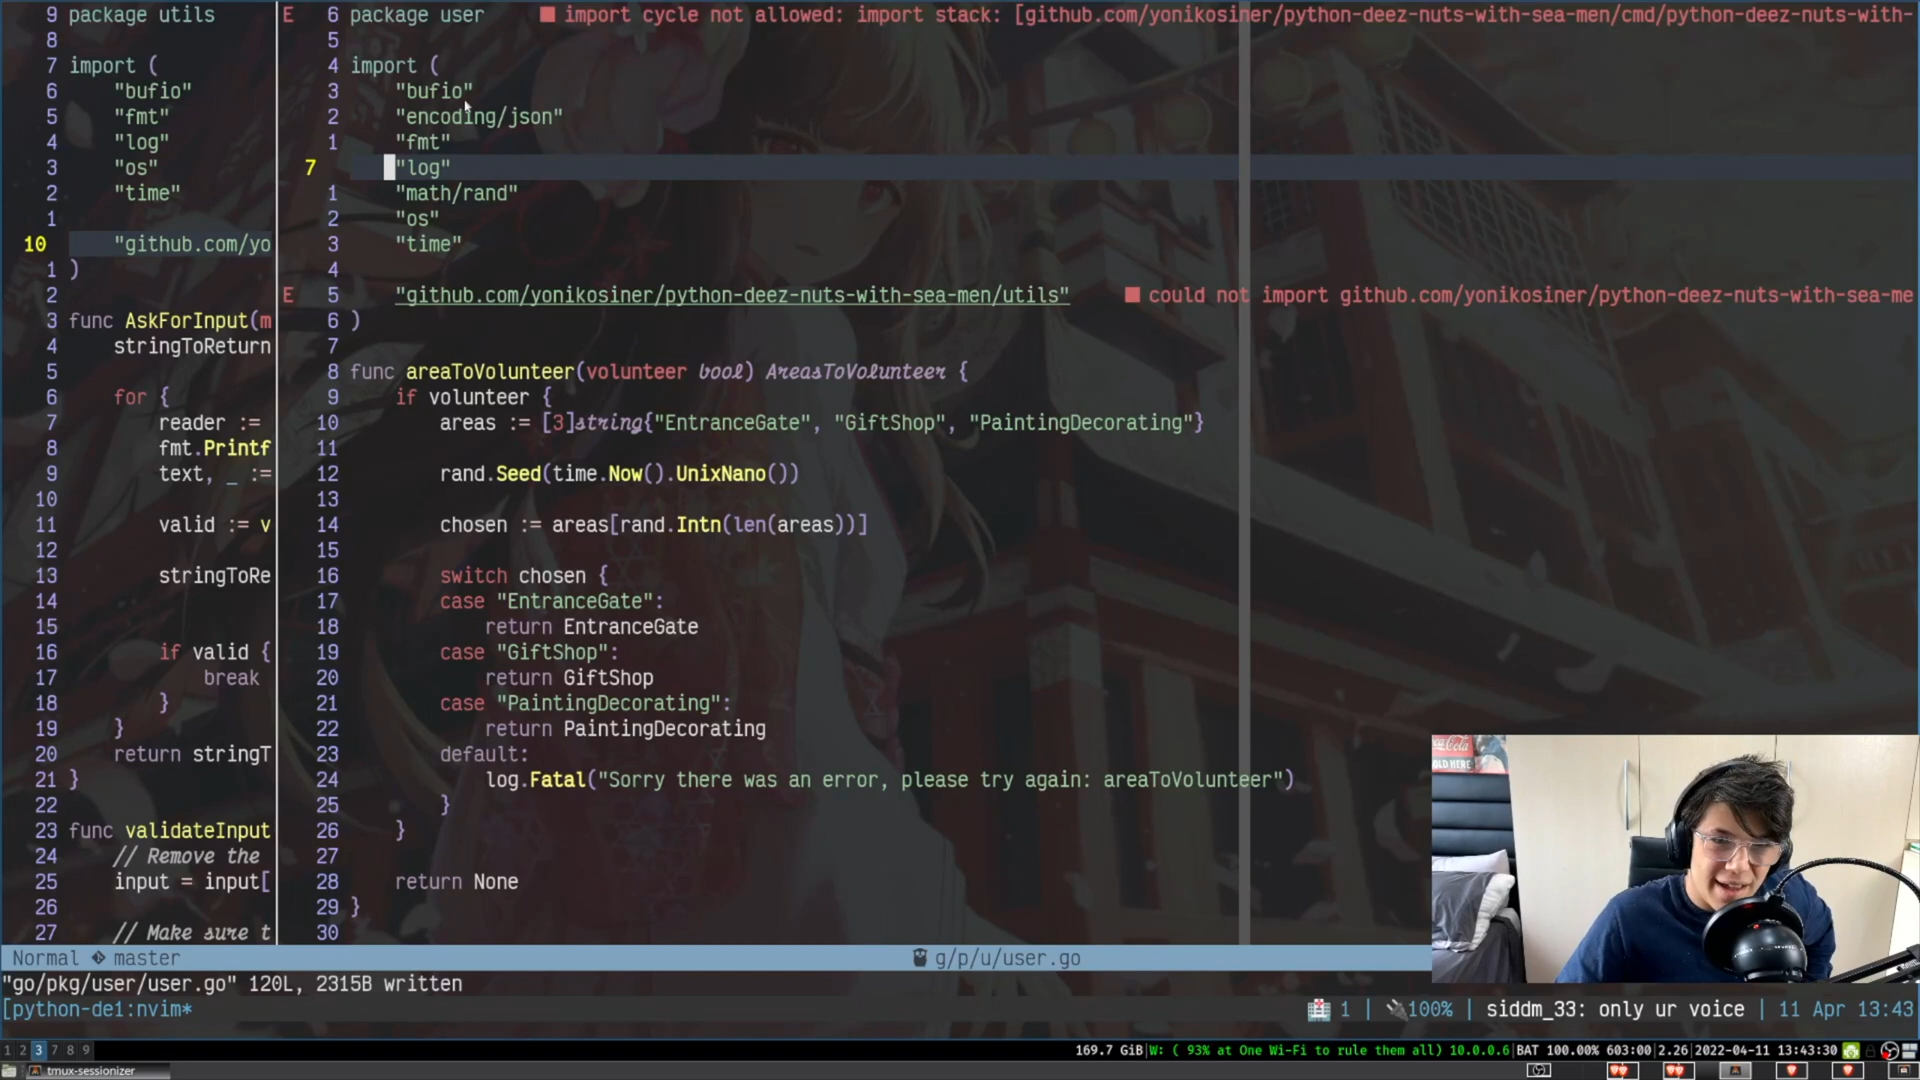 9 package utils
8
7 import (
6 "bufio"
5 "fmt"
4 "log"
3 "os"
2 "time"
1
10 "github.com/yo
1 )
2
3 func AskForInput(m
4 stringToReturn
5
6 for {
7 reader :=
8 fmt.Printf
9 text, _ :=
10
11 valid := v
12
13 stringToRe
14
15
16 if valid {
17 break
18 }
19 }
20 return stringT
21 }
22
23 func validateInput
24 // Remove the
25 input = input[
26
27 // Make sure t
E 6 package user ■ import cycle not allowed: import stack: [github.com/yonikosiner/python-deez-nuts-with-sea-men/cmd/python-deez-nuts-with-
5
4 import (
3 "bufio"
2 "encoding/json"
1 "fmt"
7 "log"
1 "math/rand"
2 "os"
3 "time"
4
E 5 "github.com/yonikosiner/python-deez-nuts-with-sea-men/utils" ■ could not import github.com/yonikosiner/python-deez-nuts-with-sea-me
6 )
7
8 func areaToVolunteer(volunteer bool) AreasToVolunteer {
9 if volunteer {
10 areas := [3]string{"EntranceGate", "GiftShop", "PaintingDecorating"}
11
12 rand.Seed(time.Now().UnixNano())
13
14 chosen := areas[rand.Intn(len(areas))]
15
16 switch chosen {
17 case "EntranceGate":
18 return EntranceGate
19 case "GiftShop":
20 return GiftShop
21 case "PaintingDecorating":
22 return PaintingDecorating
23 default:
24 log.Fatal("Sorry there was an error, please try again: areaToVolunteer")
25 }
26 }
27
28 return None
29 }
30
Coca-Cola
OLD HERE
Normal master g/p/u/user.go
"go/pkg/user/user.go" 120L, 2315B written
[python-de1:nvim* 1 | 100% | siddm_33: only ur voice | 11 Apr 13:43
1 2 3 7 8 9 169.7 GiB|W: ( 93% at One Wi-Fi to rule them all) 10.0.0.6|BAT 100.00% 603:00|2.26|2022-04-11 13:43:30
tmux-sessionizer